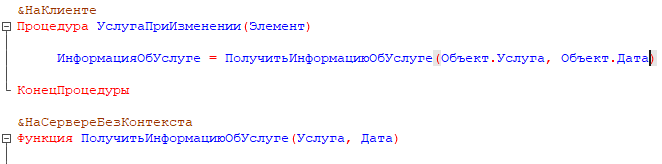 &НаКлиенте
Процедура УслугаПриИзменении(Элемент)
ИнформацияОбУслуге = ПолучитьИнформациюОбУслуге(Объект.Услуга, Объект.Дата)
КонецПроцедуры
&НаСервереБезКонтекста
Функция ПолучитьИнформациюОбУслуге(Услуга, Дата)